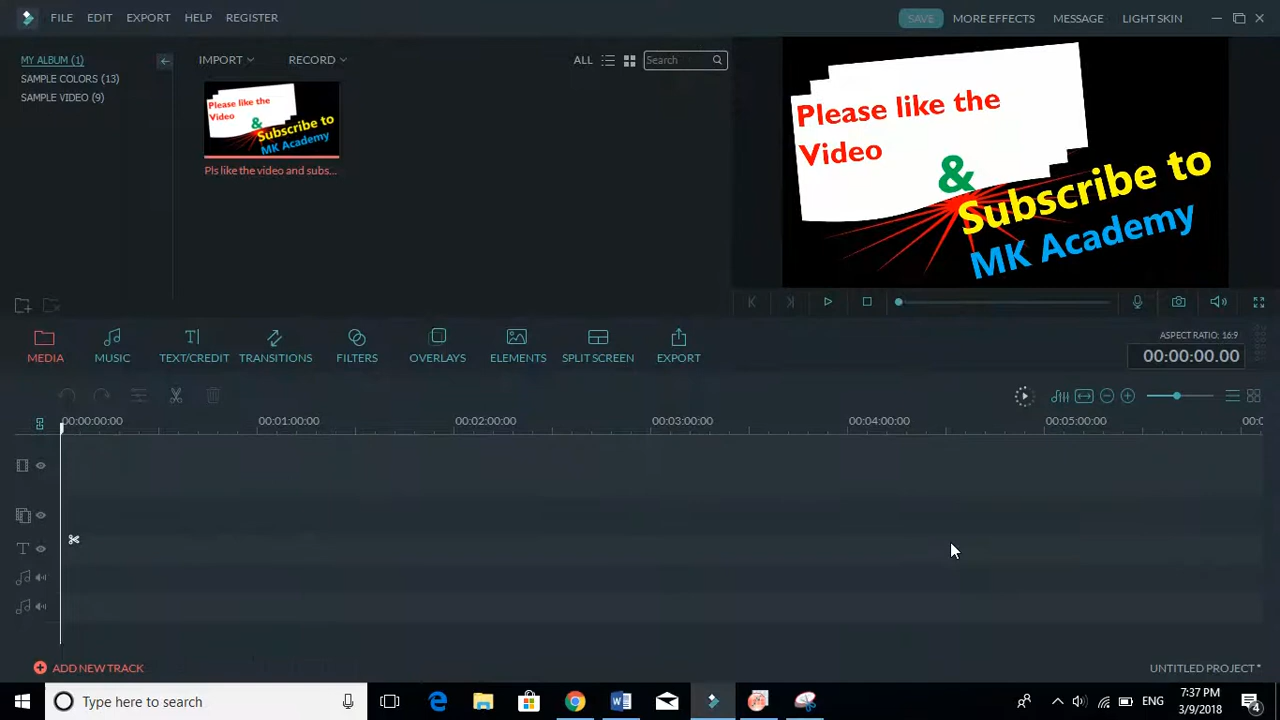 FILE EDIT EXPORT HELP REGISTER SAVE MORE EFFECTS MESSAGE LIGHT SKIN
MY ALBUM (1)
SAMPLE COLORS (13)
SAMPLE VIDEO (9)
IMPORT RECORD ALL Search
Please like the
Video
&
Subscribe to
MK Academy
Pls like the video and subs...
Please like the
Video
&
Subscribe to
MK Academy
MEDIA MUSIC TEXT/CREDIT TRANSITIONS FILTERS OVERLAYS ELEMENTS SPLIT SCREEN EXPORT
ASPECT RATIO: 16:9
00:00:00.00
00:00:00:00 00:01:00:00 00:02:00:00 00:03:00:00 00:04:00:00 00:05:00:00 00:0
ADD NEW TRACK
UNTITLED PROJECT*
Type here to search
ENG
7:37 PM
3/9/2018
4